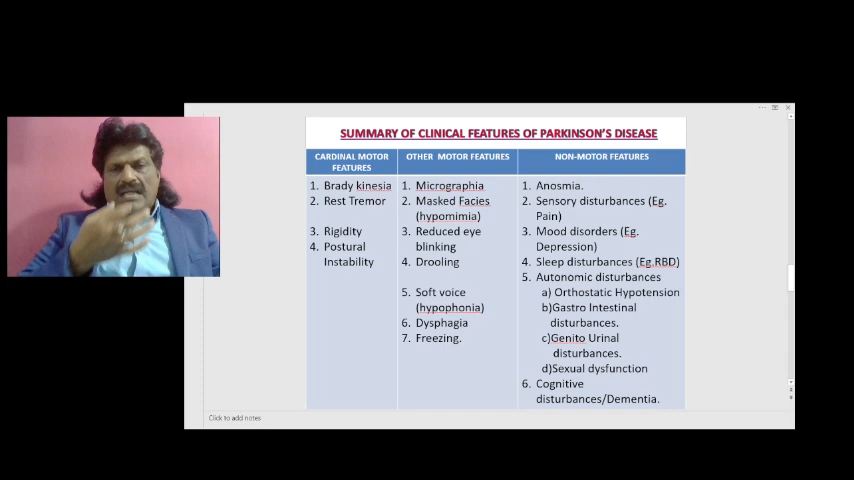 SUMMARY OF CLINICAL FEATURES OF PARKINSON'S DISEASE
CARDINAL MOTOR
FEATURES
1. Brady kinesia
2. Rest Tremor
3. Rigidity
4. Postural
Instability
OTHER MOTOR FEATURES
1. Micrographia
2. Masked Facies
(hypomimia)
3. Reduced eye
blinking
4. Drooling
5. Soft voice
(hypophonia)
6. Dysphagia
7. Freezing.
NON-MOTOR FEATURES
1. Anosmia.
2. Sensory disturbances (Eg.
Pain)
3. Mood disorders (Eg.
Depression)
4. Sleep disturbances (Eg.RBD)
5. Autonomic disturbances
a) Orthostatic Hypotension
b)Gastro Intestinal
disturbances.
c)Genito Urinal
disturbances.
d)Sexual dysfunction
6. Cognitive
disturbances/Dementia.
Click to add notes